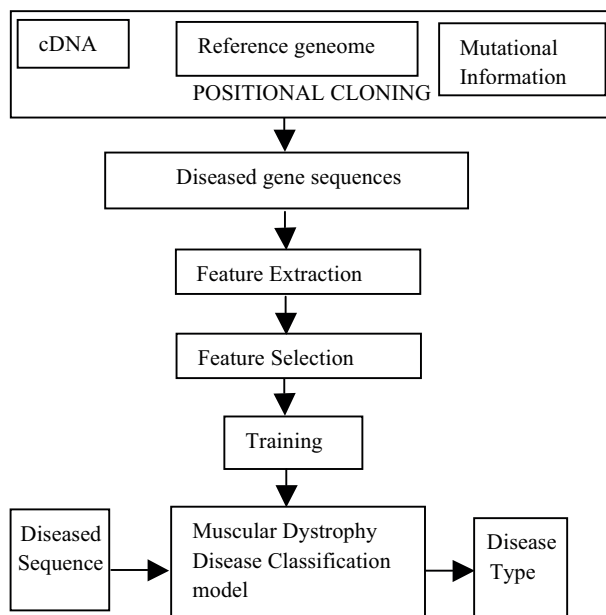 cDNA
Reference geneome
Mutational
Information
POSITIONAL CLONING
Diseased gene sequences
Feature Extraction
Feature Selection
Training
Diseased
Sequence
Muscular Dystrophy
Disease Classification
model
Disease
Type